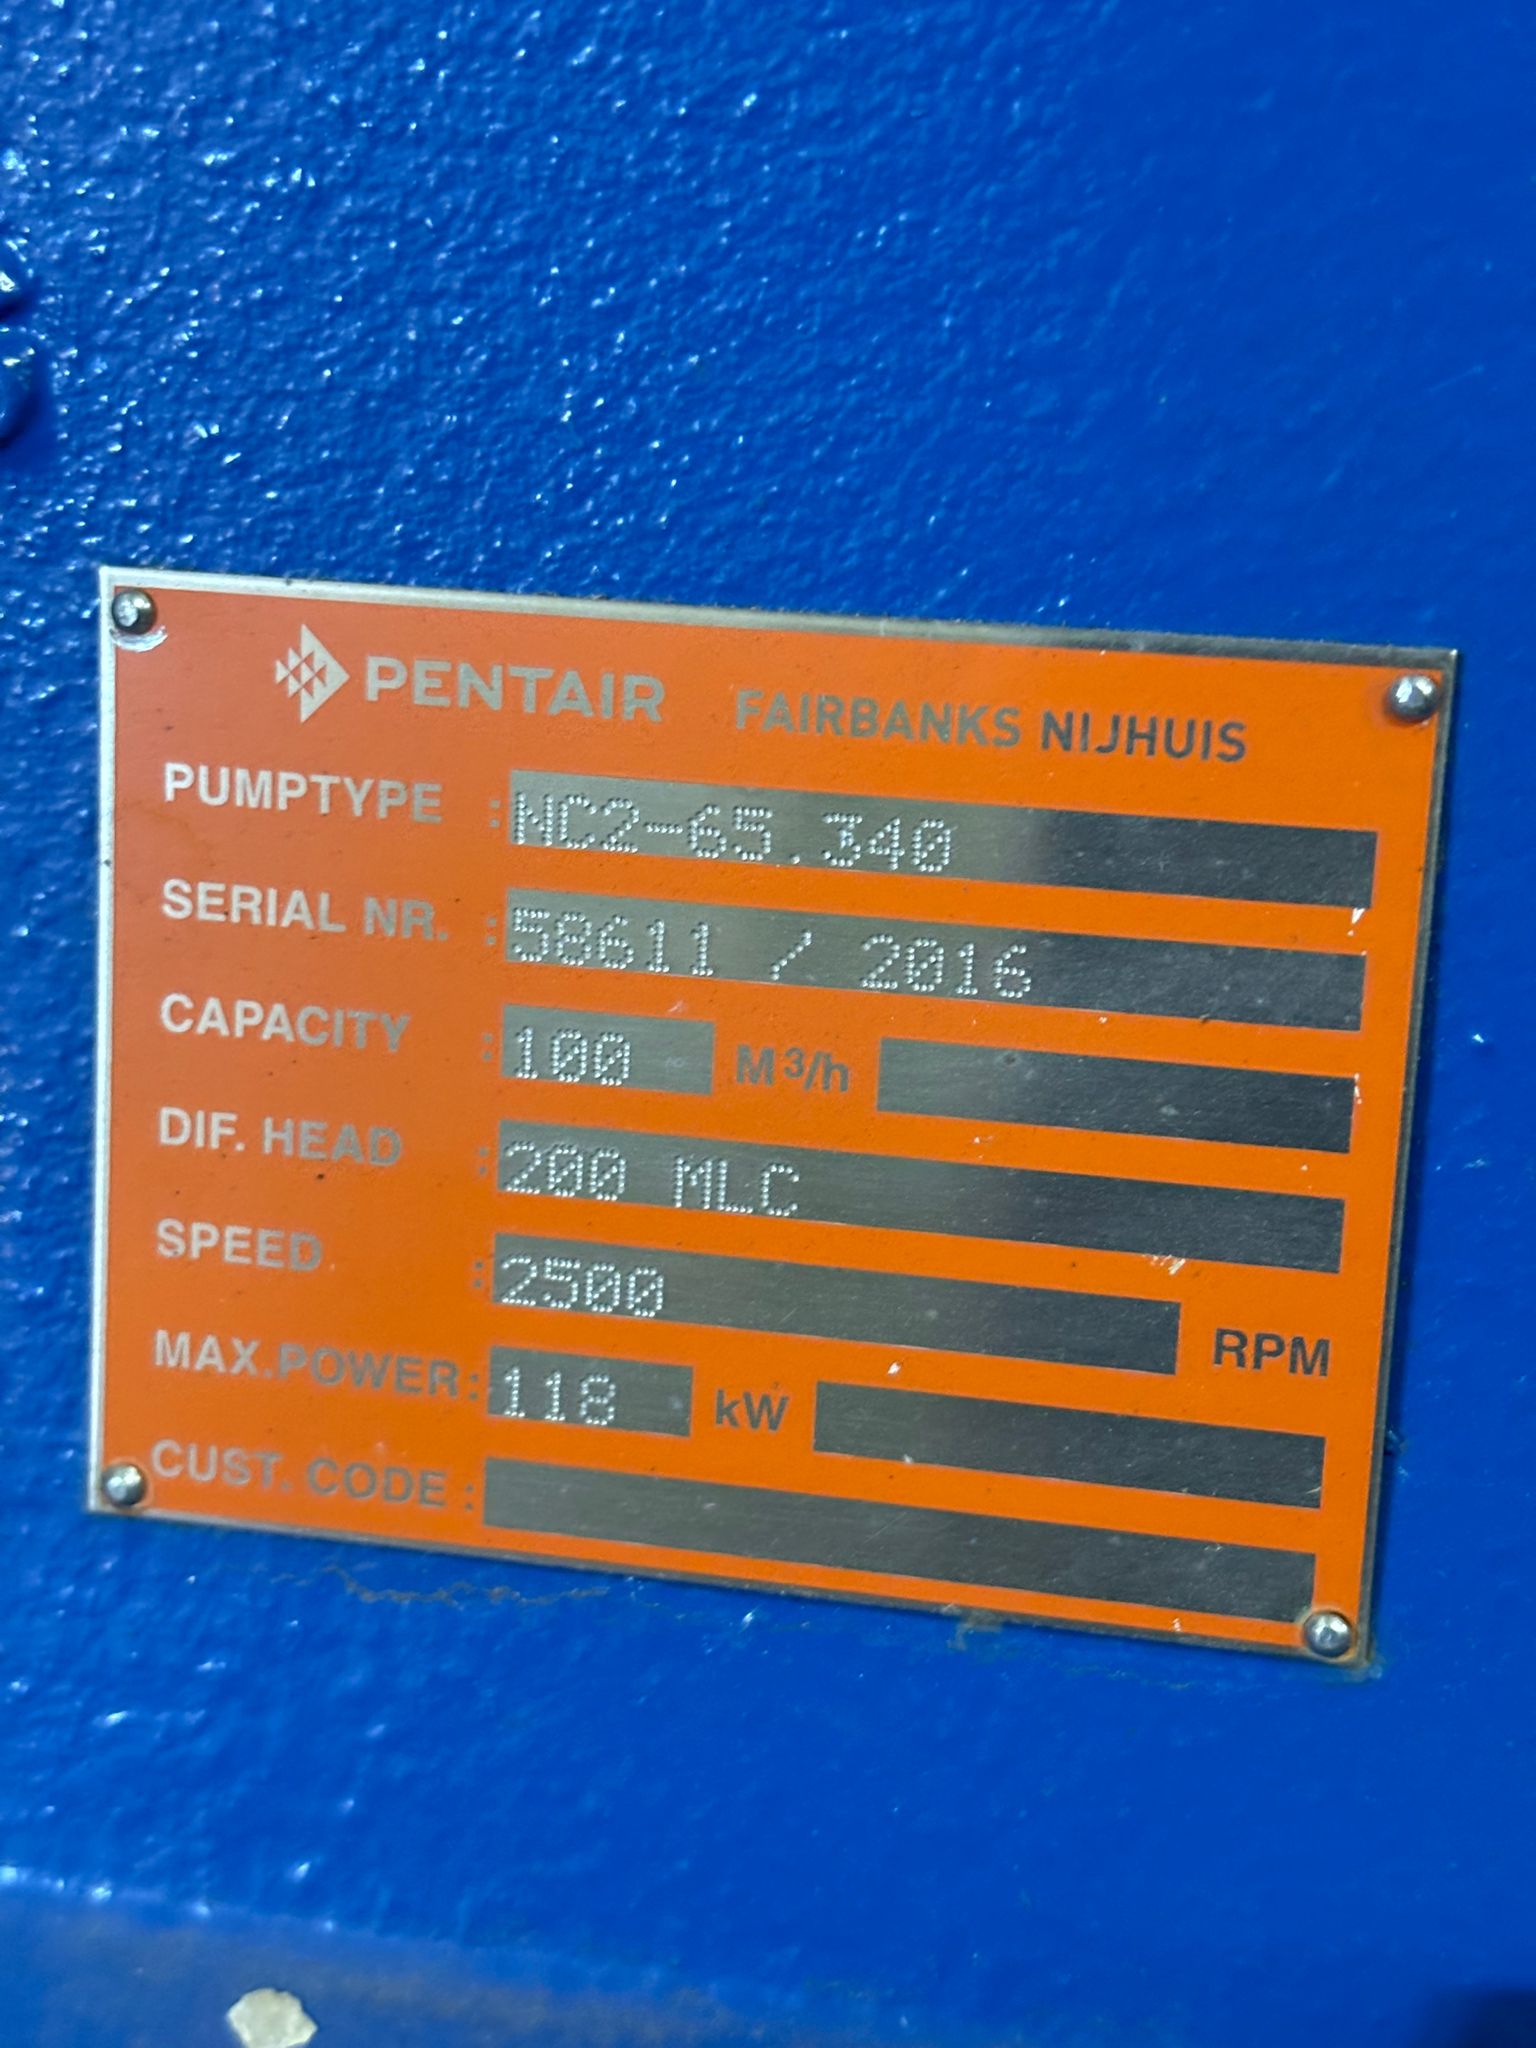 PENTAIR FAIRBANKS NIJHUIS
PUMPTYPE : NC2-65.340
SERIAL NR. : 58611 / 2016
CAPACITY : 100 M³/h
DIF. HEAD : 200 MLC
SPEED : 2500 RPM
MAX.POWER : 118 kW
CUST. CODE :